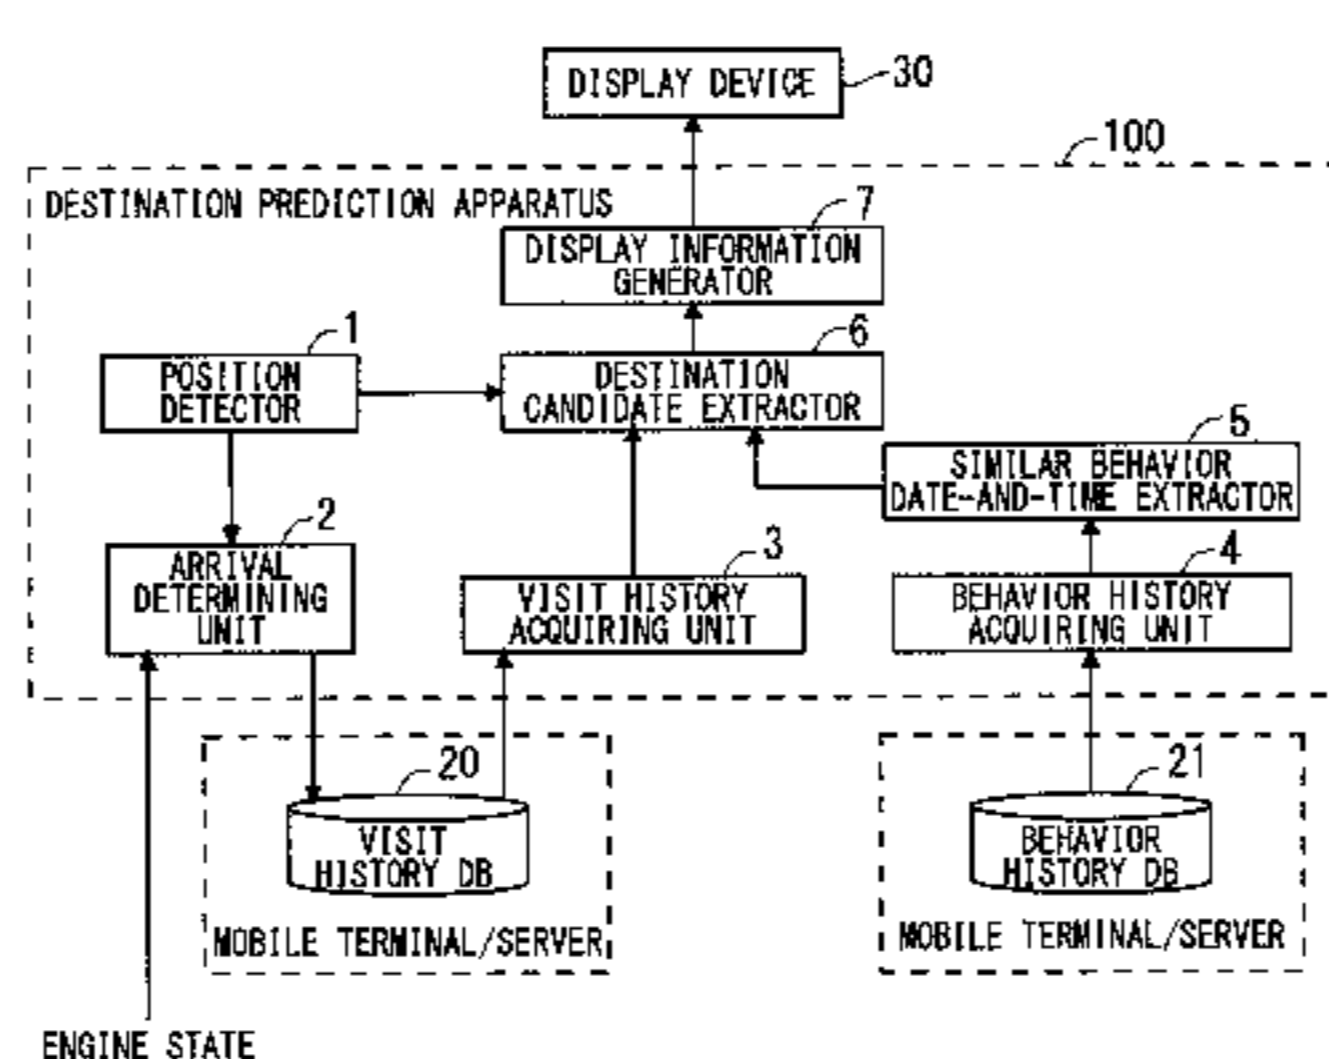 DISPLAY DEVICE
30
100
DESTINATION PREDICTION APPARATUS
7
DISPLAY INFORMATION
GENERATOR
1
6
POSITION
DETECTOR
DESTINATION
CANDIDATE EXTRACTOR
5
SIMILAR BEHAVIOR
DATE-AND-TIME EXTRACTOR
2
ARRIVAL
DETERMINING
UNIT
3
VISIT HISTORY
ACQUIRING UNIT
4
BEHAVIOR HISTORY
ACQUIRING UNIT
20
VISIT
HISTORY DB
MOBILE TERMINAL/SERVER
21
BEHAVIOR
HISTORY DB
MOBILE TERMINAL/SERVER
ENGINE STATE